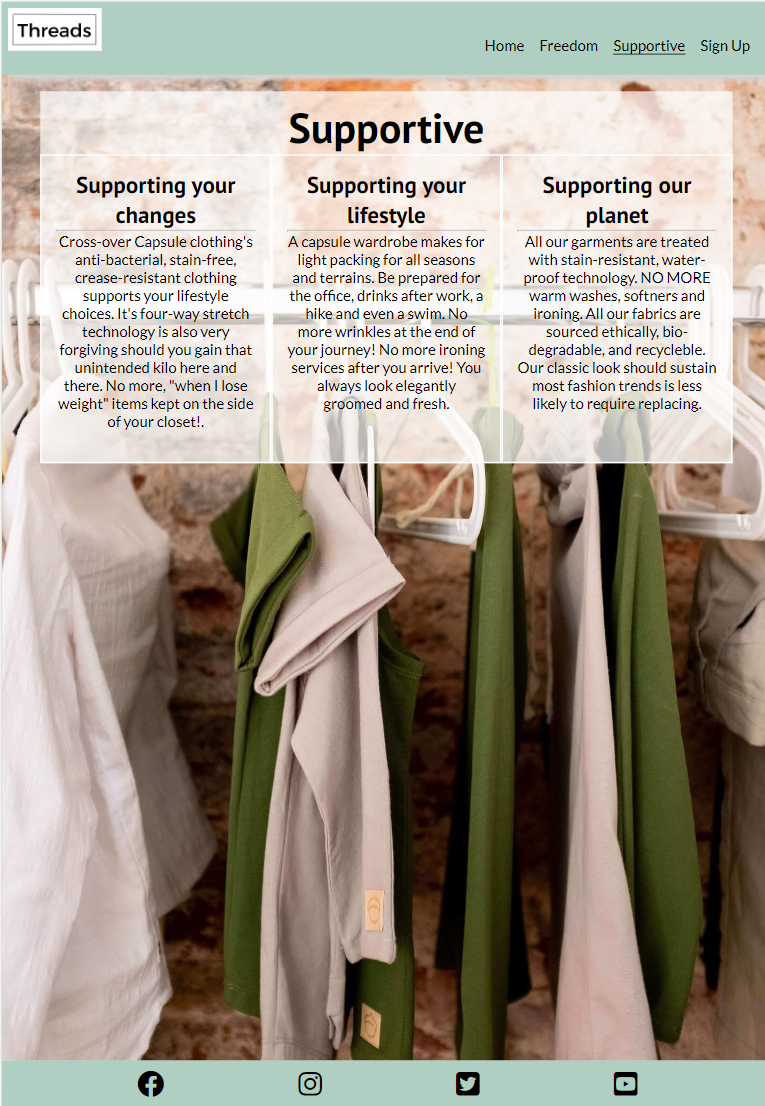 Threads
Home Freedom Supportive Sign Up
Supportive
Supporting your
changes
Cross-over Capsule clothing's
anti-bacterial, stain-free,
crease-resistant clothing
supports your lifestyle
choices. It's four-way stretch
technology is also very
forgiving should you gain that
unintended kilo here and
there. No more, "when I lose
weight" items kept on the side
of your closet!.
Supporting your
lifestyle
A capsule wardrobe makes for
light packing for all seasons
and terrains. Be prepared for
the office, drinks after work, a
hike and even a swim. No
more wrinkles at the end of
your journey! No more ironing
services after you arrive! You
always look elegantly
groomed and fresh.
Supporting our
planet
All our garments are treated
with stain-resistant, water-
proof technology. NO MORE
warm washes, softners and
ironing. All our fabrics are
sourced ethically, bio-
degradable, and recycleble.
Our classic look should sustain
most fashion trends is less
likely to require replacing.